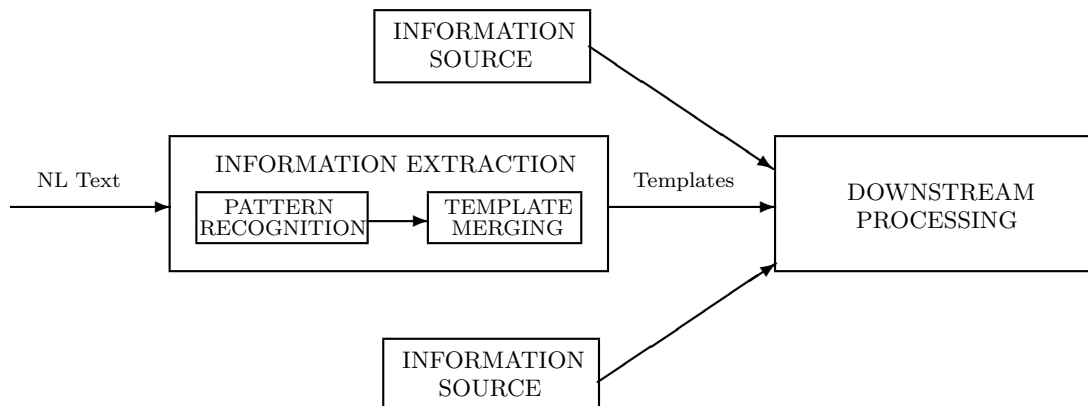 INFORMATION
SOURCE
INFORMATION EXTRACTION
NL Text
Templates
PATTERN
RECOGNITION
TEMPLATE
MERGING
DOWNSTREAM
PROCESSING
INFORMATION
SOURCE